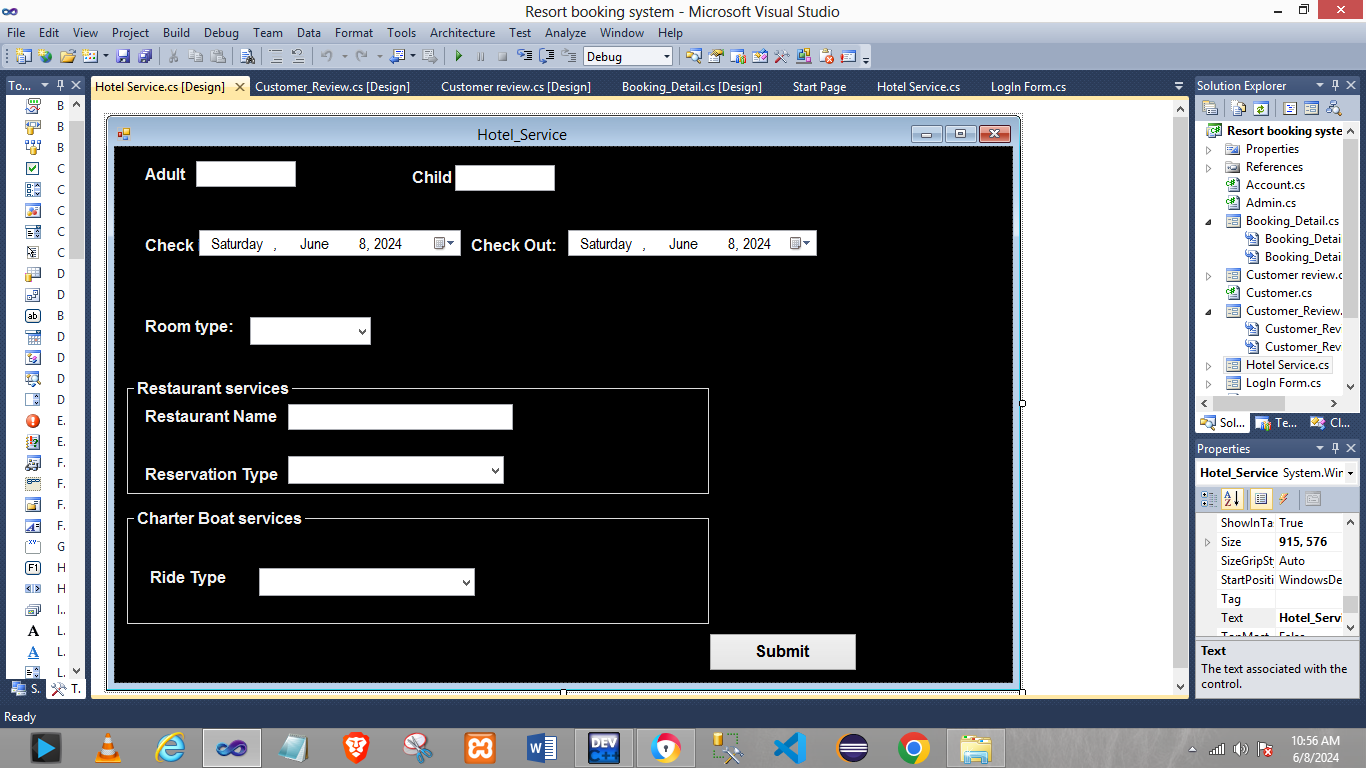 Resort booking system - Microsoft Visual Studio
File Edit View Project Build Debug Team Data Format Tools Architecture Test Analyze Window Help
Debug
To...
Hotel Service.cs [Design] Customer_Review.cs [Design] Customer review.cs [Design] Booking_Detail.cs [Design] Start Page Hotel Service.cs LogIn Form.cs
B
B
B
C
C
C
C
C
D
D
B
D
D
D
D
E.
E.
F.
F.
F.
F.
G
H
H
I..
L.
L.
L.
S. T.
Hotel_Service
Adult Child
Check Saturday , June 8, 2024 Check Out: Saturday , June 8, 2024
Room type:
Restaurant services
Restaurant Name
Reservation Type
Charter Boat services
Ride Type
Submit
Solution Explorer
Resort booking syste
Properties
References
Account.cs
Admin.cs
Booking_Detail.cs
Booking_Detai
Booking_Detai
Customer review.c
Customer.cs
Customer_Review.
Customer_Rev
Customer_Rev
Hotel Service.cs
LogIn Form.cs
Sol... Te... Cl...
Properties
Hotel_Service System.Wir
ShowInTa True
Size 915, 576
SizeGripSt Auto
StartPositi WindowsDe
Tag
Text Hotel_Servi
Text
The text associated with the
control.
Ready
DEV
C++
10:56 AM
6/8/2024